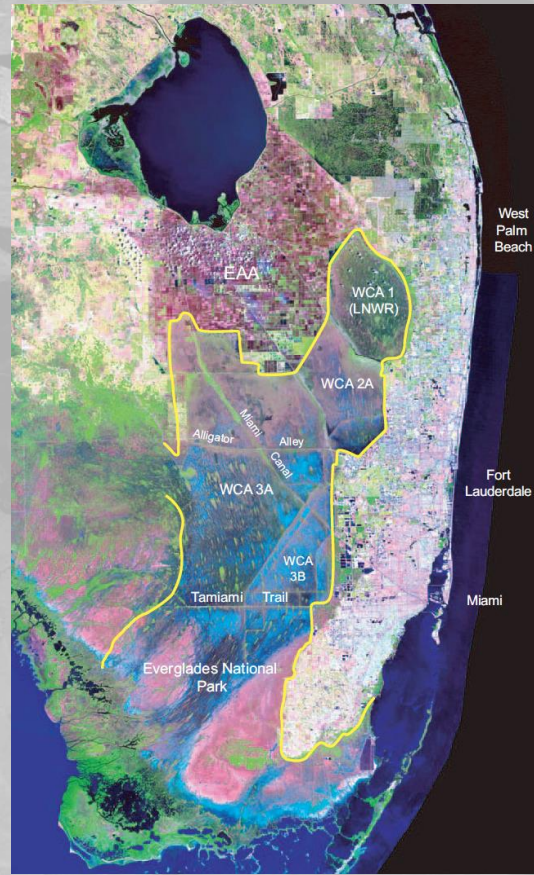 West
Palm
Beach
EAA
WCA 1
(LNWR)
WCA 2A
Miami
Canal
Alligator Alley
WCA 3A
Fort
Lauderdale
WCA
3B
Tamiami Trail
Miami
Everglades National
Park